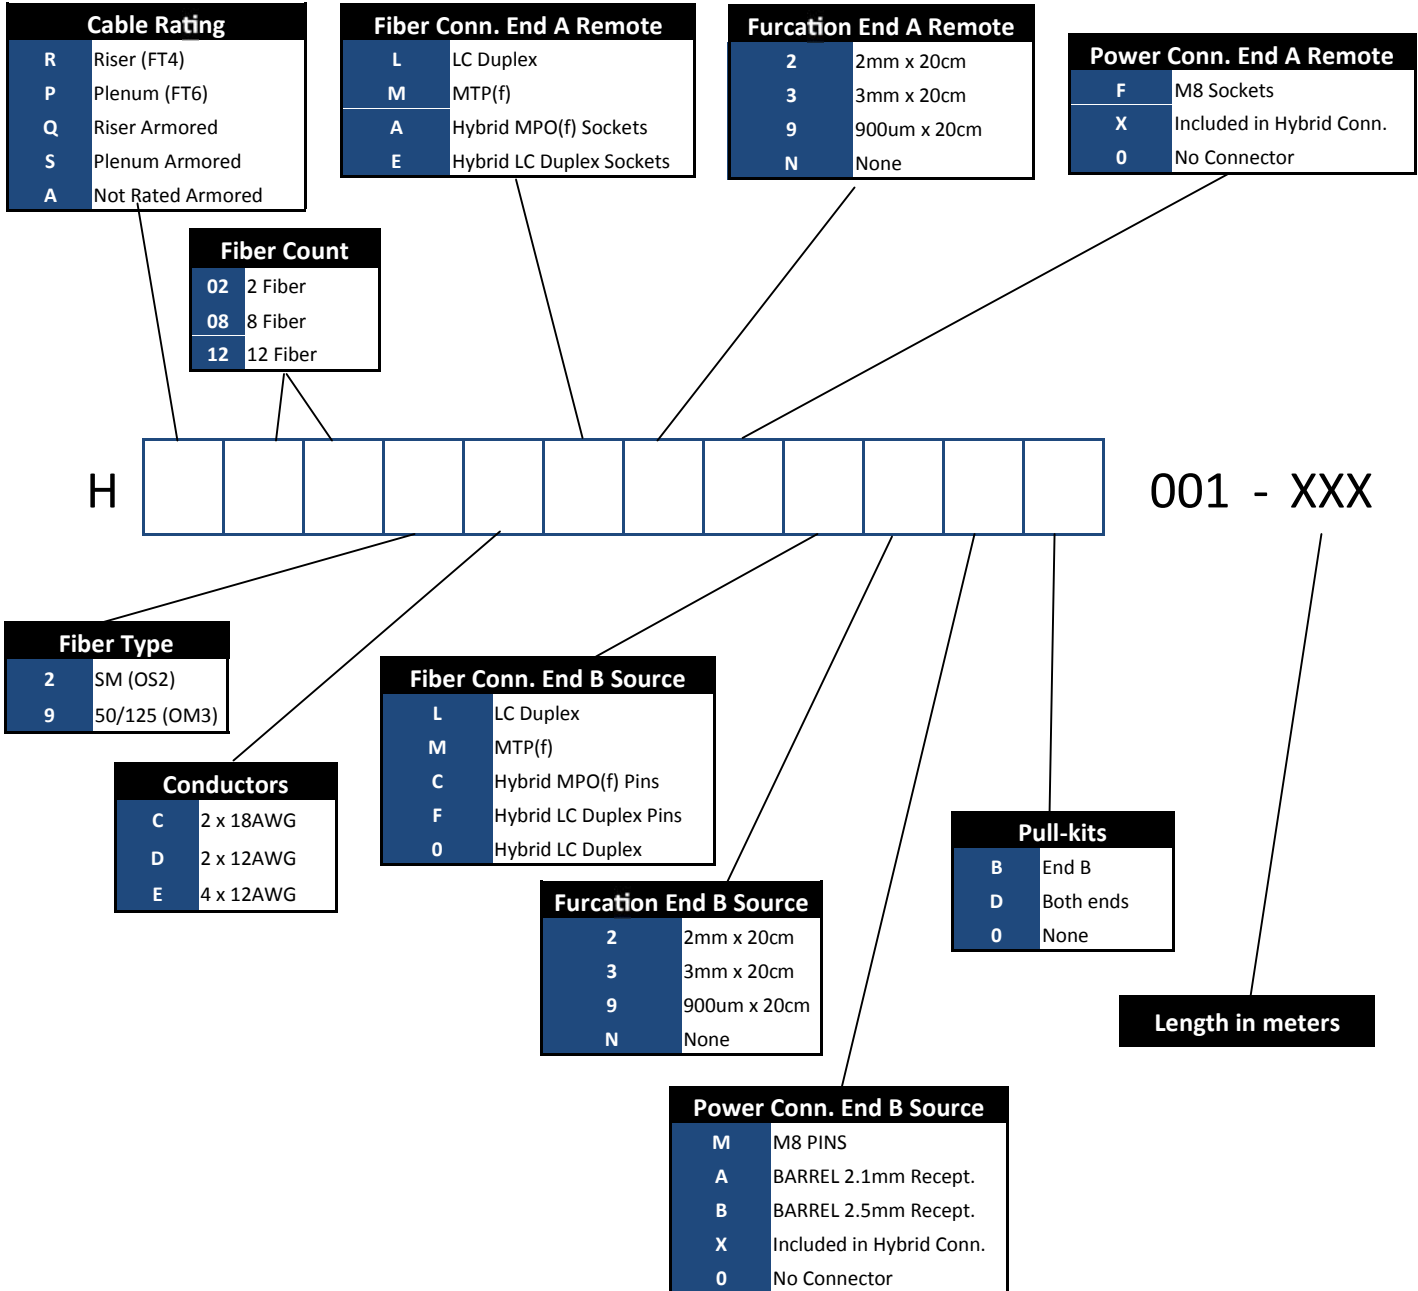 Cable Rating
R Riser (FT4)
P Plenum (FT6)
Q Riser Armored
S Plenum Armored
A Not Rated Armored
Fiber Conn. End A Remote
L LC Duplex
M MTP(f)
A Hybrid MPO(f) Sockets
E Hybrid LC Duplex Sockets
Furcation End A Remote
2 2mm x 20cm
3 3mm x 20cm
9 900um x 20cm
N None
Power Conn. End A Remote
F M8 Sockets
X Included in Hybrid Conn.
0 No Connector
Fiber Count
02 2 Fiber
08 8 Fiber
12 12 Fiber
H 001 - XXX
Fiber Type
2 SM (OS2)
9 50/125 (OM3)
Conductors
C 2 x 18AWG
D 2 x 12AWG
E 4 x 12AWG
Fiber Conn. End B Source
L LC Duplex
M MTP(f)
C Hybrid MPO(f) Pins
F Hybrid LC Duplex Pins
0 Hybrid LC Duplex
Furcation End B Source
2 2mm x 20cm
3 3mm x 20cm
9 900um x 20cm
N None
Power Conn. End B Source
M M8 PINS
A BARREL 2.1mm Recept.
B BARREL 2.5mm Recept.
X Included in Hybrid Conn.
0 No Connector
Pull-kits
B End B
D Both ends
0 None
Length in meters